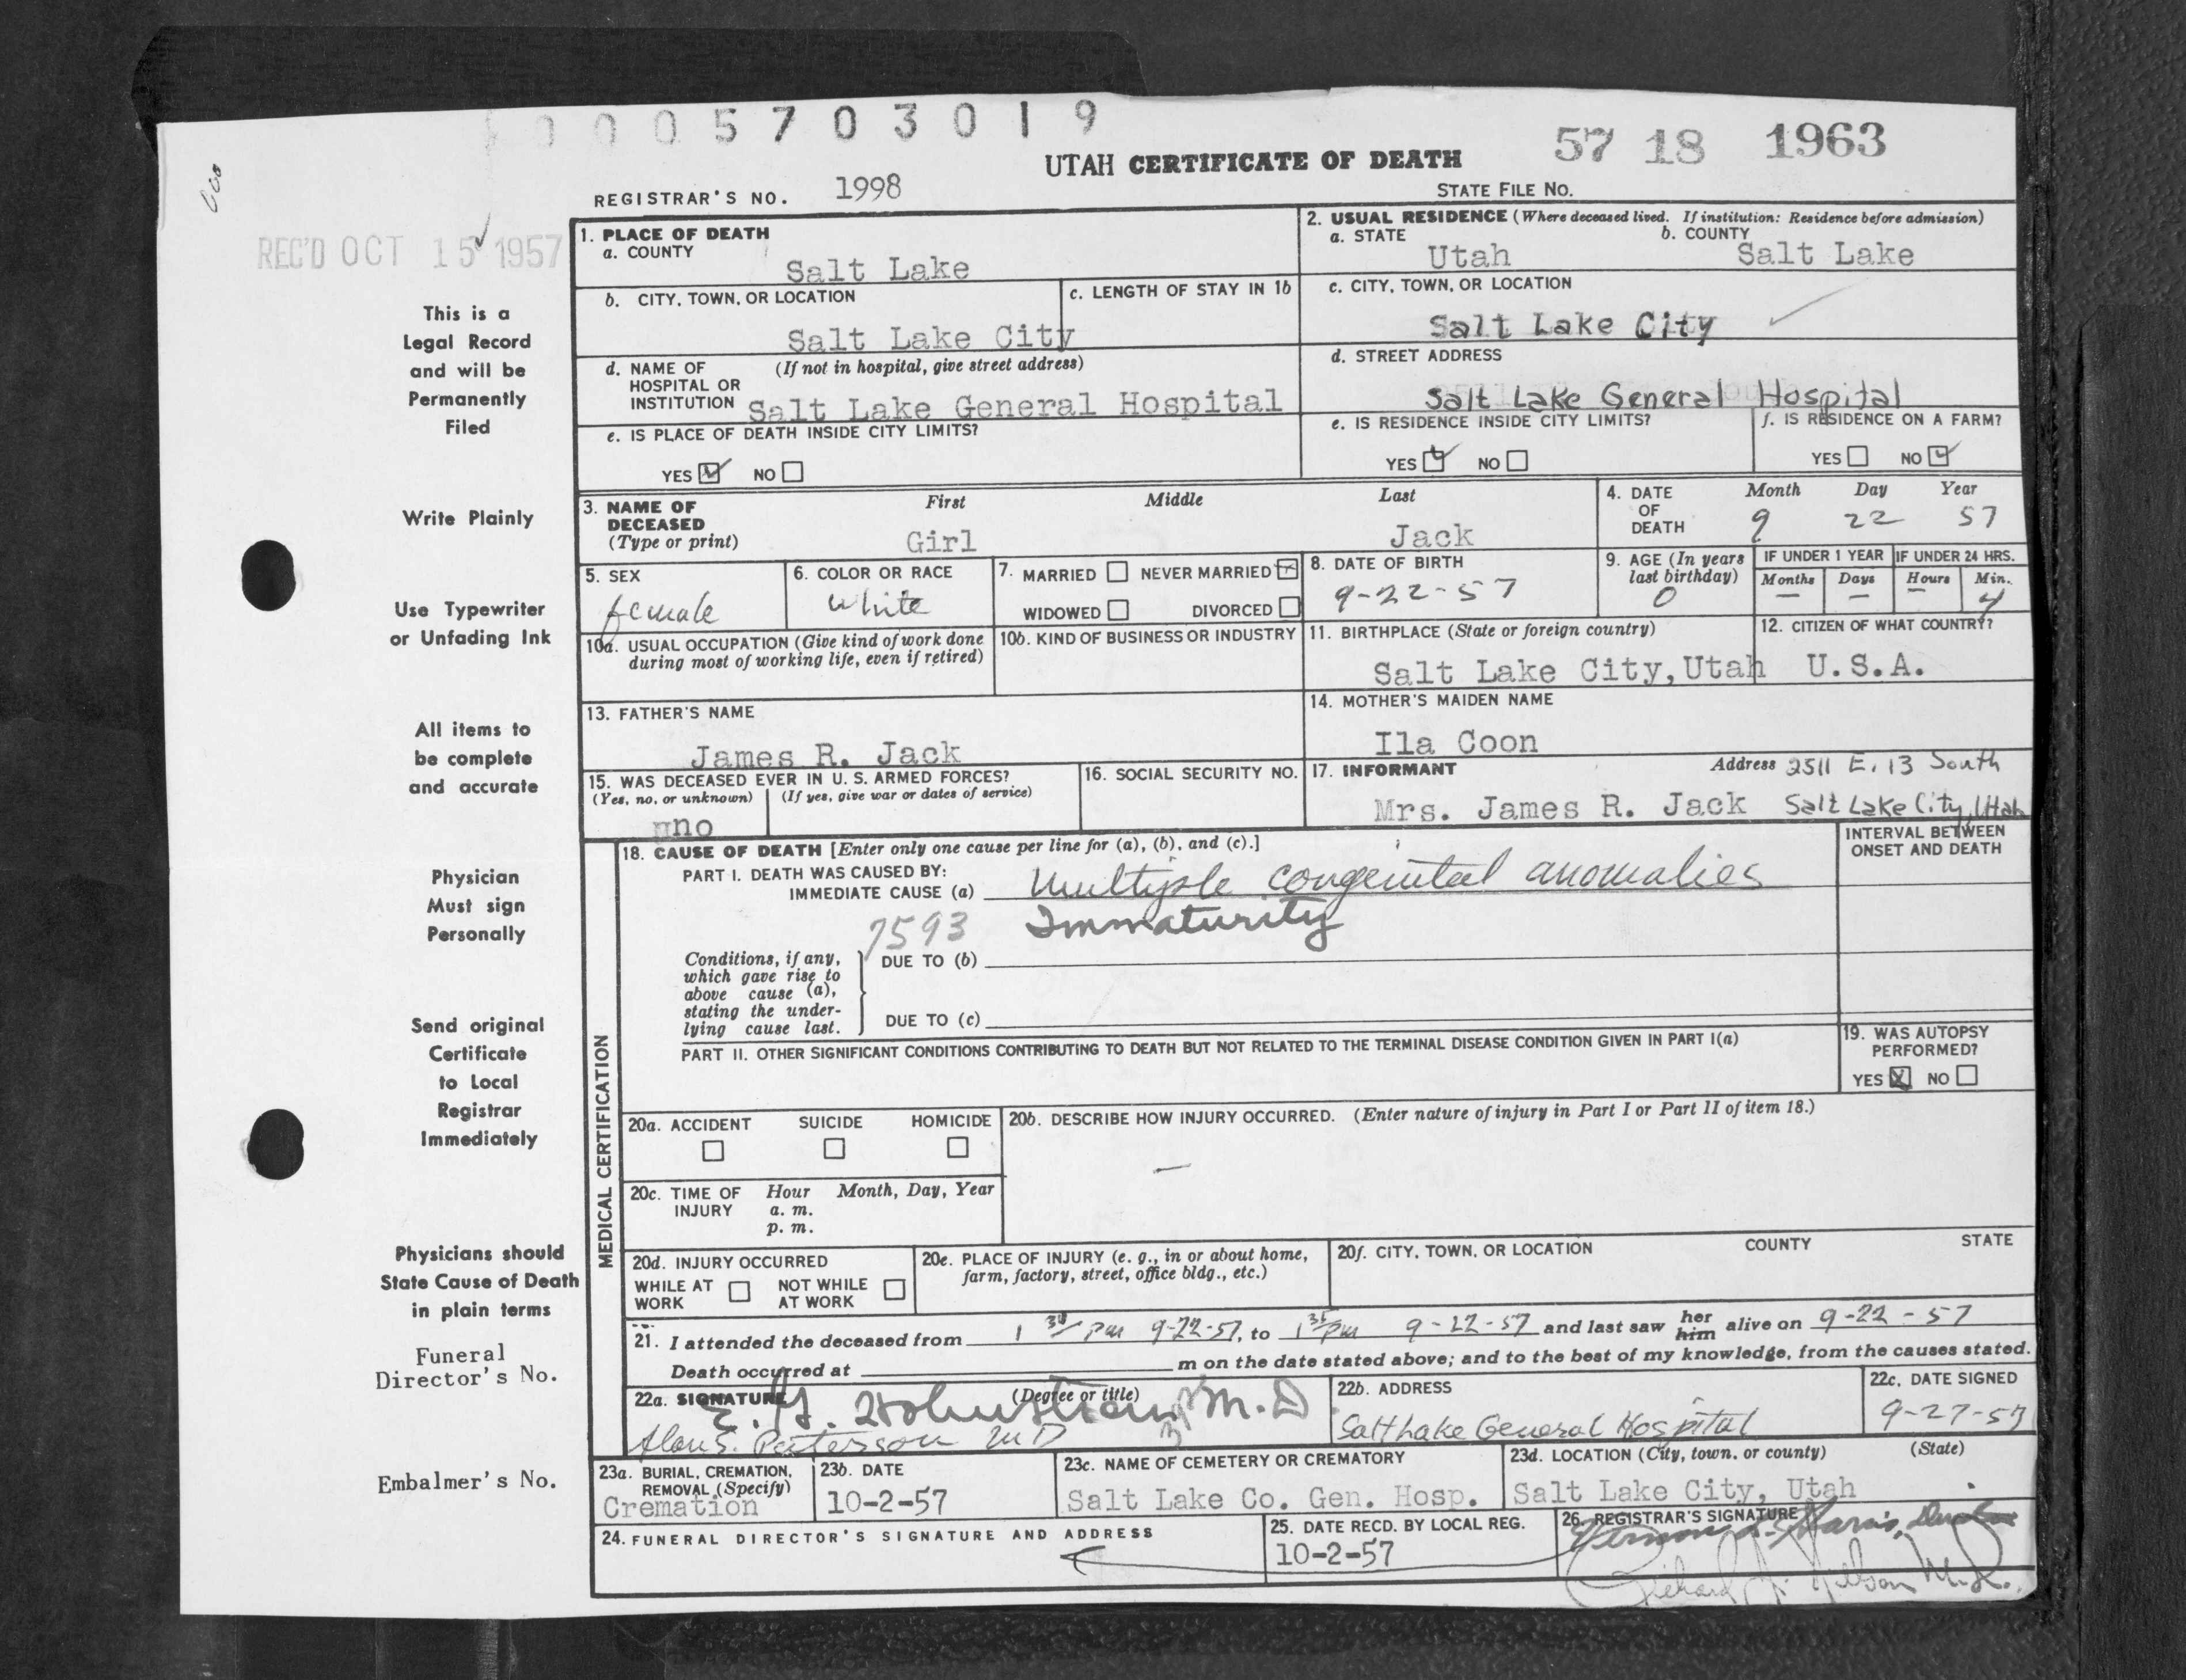 0005703019
57 18 1963
UTAH CERTIFICATE OF DEATH
REGISTRAR'S NO. 1998
STATE FILE NO.
REC'D OCT 15 1957
This is a
Legal Record
and will be
Permanently
Filed
Write Plainly
Use Typewriter
or Unfading Ink
All items to
be complete
and accurate
Physician
Must sign
Personally
Send original
Certificate
to Local
Registrar
Immediately
Physicians should
State Cause of Death
in plain terms
Funeral
Director's No.
Embalmer's No.
1. PLACE OF DEATH
a. COUNTY
Salt Lake
b. CITY, TOWN, OR LOCATION
Salt Lake City
c. LENGTH OF STAY IN 1b
d. NAME OF (If not in hospital, give street address)
HOSPITAL OR
INSTITUTION Salt Lake General Hospital
e. IS PLACE OF DEATH INSIDE CITY LIMITS?
YES NO
2. USUAL RESIDENCE (Where deceased lived. If institution: Residence before admission)
a. STATE b. COUNTY
Utah Salt Lake
c. CITY, TOWN, OR LOCATION
Salt Lake City
d. STREET ADDRESS
Salt Lake General Hospital
e. IS RESIDENCE INSIDE CITY LIMITS?
YES NO
f. IS RESIDENCE ON A FARM?
YES NO
3. NAME OF
DECEASED
(Type or print)
First Middle Last
Girl Jack
4. DATE
OF
DEATH
Month Day Year
9 22 57
5. SEX
female
6. COLOR OR RACE
white
7. MARRIED NEVER MARRIED
WIDOWED DIVORCED
8. DATE OF BIRTH
9-22-57
9. AGE (In years
last birthday)
0
IF UNDER 1 YEAR IF UNDER 24 HRS.
Months Days Hours Min.
— — — 4
10a. USUAL OCCUPATION (Give kind of work done
during most of working life, even if retired)
10b. KIND OF BUSINESS OR INDUSTRY
11. BIRTHPLACE (State or foreign country)
Salt Lake City, Utah
12. CITIZEN OF WHAT COUNTRY?
U.S.A.
13. FATHER'S NAME
James R. Jack
14. MOTHER'S MAIDEN NAME
Ila Coon
15. WAS DECEASED EVER IN U. S. ARMED FORCES?
(Yes, no, or unknown) (If yes, give war or dates of service)
no
16. SOCIAL SECURITY NO.
17. INFORMANT Address 2511 E. 13 South
Mrs. James R. Jack Salt Lake City, Utah
MEDICAL CERTIFICATION
18. CAUSE OF DEATH [Enter only one cause per line for (a), (b), and (c).]
PART I. DEATH WAS CAUSED BY:
IMMEDIATE CAUSE (a) Multiple congenital anomalies
7593 Immaturity
Conditions, if any,
which gave rise to
above cause (a),
stating the under-
lying cause last.
DUE TO (b)
DUE TO (c)
INTERVAL BETWEEN
ONSET AND DEATH
PART II. OTHER SIGNIFICANT CONDITIONS CONTRIBUTING TO DEATH BUT NOT RELATED TO THE TERMINAL DISEASE CONDITION GIVEN IN PART I(a)
19. WAS AUTOPSY
PERFORMED?
YES NO
20a. ACCIDENT SUICIDE HOMICIDE
20b. DESCRIBE HOW INJURY OCCURRED. (Enter nature of injury in Part I or Part II of item 18.)
—
20c. TIME OF Hour Month, Day, Year
INJURY a. m.
p. m.
20d. INJURY OCCURRED
WHILE AT NOT WHILE
WORK AT WORK
20e. PLACE OF INJURY (e. g., in or about home,
farm, factory, street, office bldg., etc.)
20f. CITY, TOWN, OR LOCATION COUNTY STATE
21. I attended the deceased from 1 PM 9-22-57, to 1 35 PM 9-22-57 and last saw her him alive on 9-22-57
Death occurred at m on the date stated above; and to the best of my knowledge, from the causes stated.
22a. SIGNATURE (Degree or title)
M.D
Alan S. Patterson MD
22b. ADDRESS
Salt Lake General Hospital
22c. DATE SIGNED
9-27-57
23a. BURIAL, CREMATION,
REMOVAL (Specify)
Cremation
23b. DATE
10-2-57
23c. NAME OF CEMETERY OR CREMATORY
Salt Lake Co. Gen. Hosp.
23d. LOCATION (City, town, or county) (State)
Salt Lake City, Utah
24. FUNERAL DIRECTOR'S SIGNATURE AND ADDRESS
25. DATE RECD. BY LOCAL REG.
10-2-57
26. REGISTRAR'S SIGNATURE
Vernon L. Harris,
Richard J. Nelson M.D.